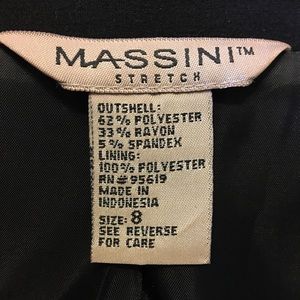 MASSINI™
STRETCH
OUTSHELL:
62% POLYESTER
33% RAYON
5% SPANDEX
LINING:
100% POLYESTER
RN# 95619
MADE IN
INDONESIA
SIZE: 8
SEE REVERSE
FOR CARE